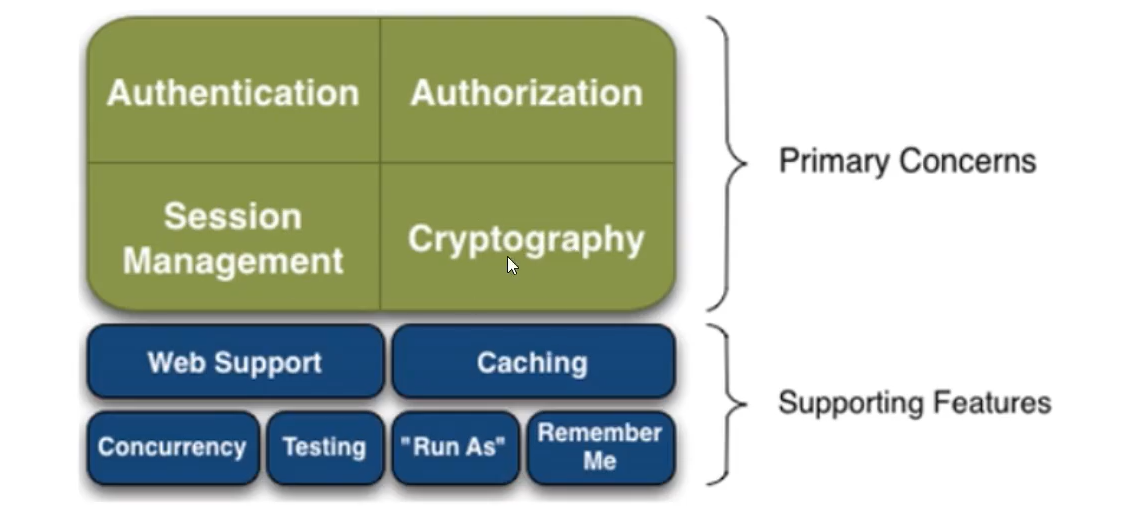 Authentication
Authorization
Primary Concerns
Session
Management
Cryptography
Web Support
Caching
Supporting Features
Concurrency
Testing
"Run As"
Remember
Me